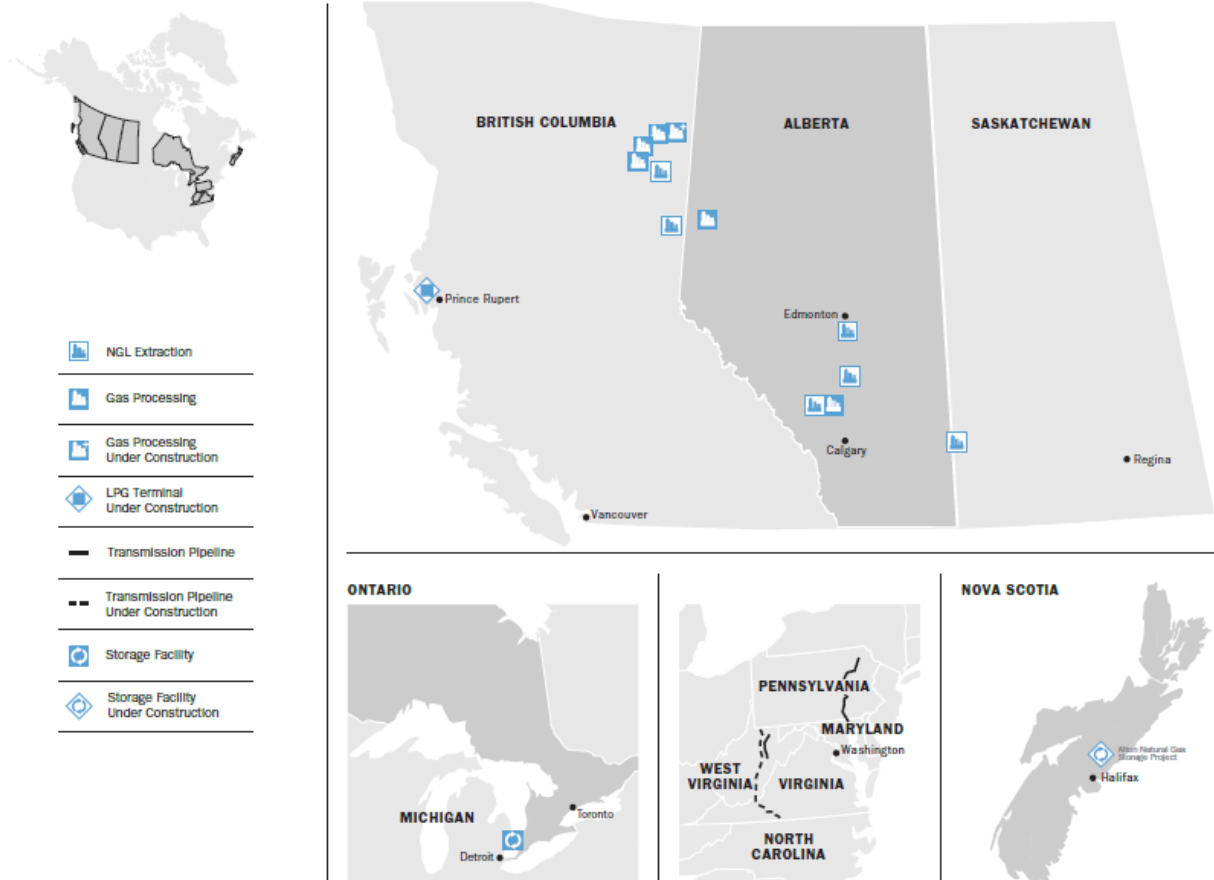 BRITISH COLUMBIA
ALBERTA
SASKATCHEWAN
Prince Rupert
Edmonton
Calgary
Regina
Vancouver
NGL Extraction
Gas Processing
Gas Processing
Under Construction
LPG Terminal
Under Construction
Transmission Pipeline
Transmission Pipeline
Under Construction
Storage Facility
Storage Facility
Under Construction
ONTARIO
MICHIGAN
Toronto
Detroit
PENNSYLVANIA
MARYLAND
Washington
WEST
VIRGINIA
VIRGINIA
NORTH
CAROLINA
NOVA SCOTIA
Alton Natural Gas
Storage Project
Halifax